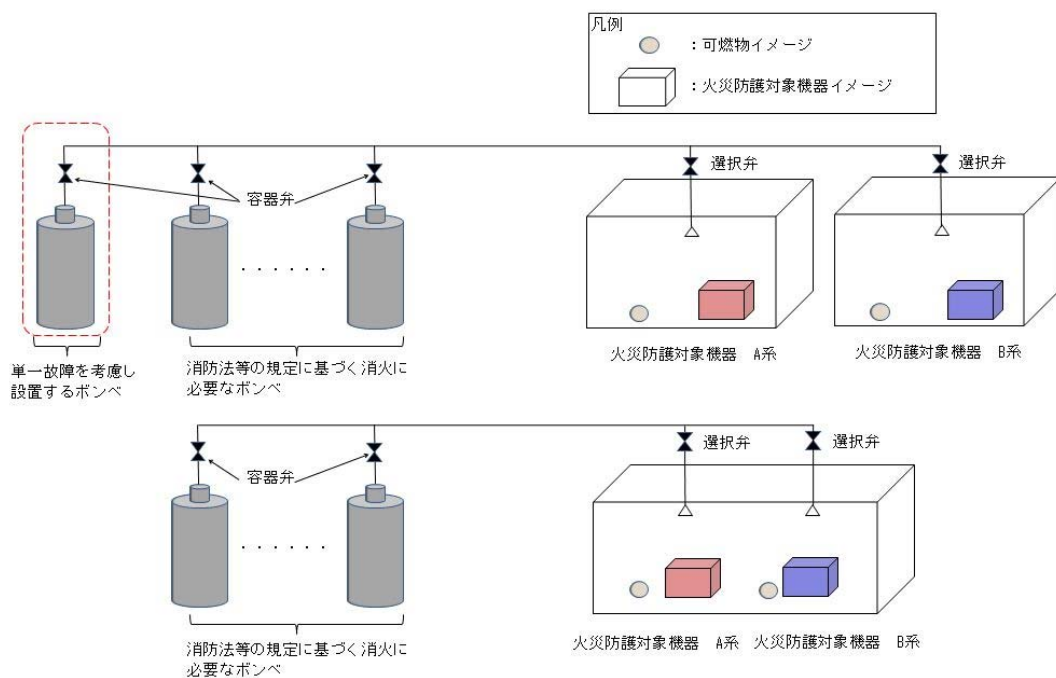 凡例
：可燃物イメージ
：火災防護対象機器イメージ
選択弁
選択弁
容器弁
・・・・・・
火災防護対象機器　A系
火災防護対象機器　B系
単一故障を考慮し
設置するボンベ
消防法等の規定に基づく消火に
必要なボンベ
選択弁
選択弁
容器弁
・・・・・・
火災防護対象機器　A系
火災防護対象機器　B系
消防法等の規定に基づく消火に
必要なボンベ